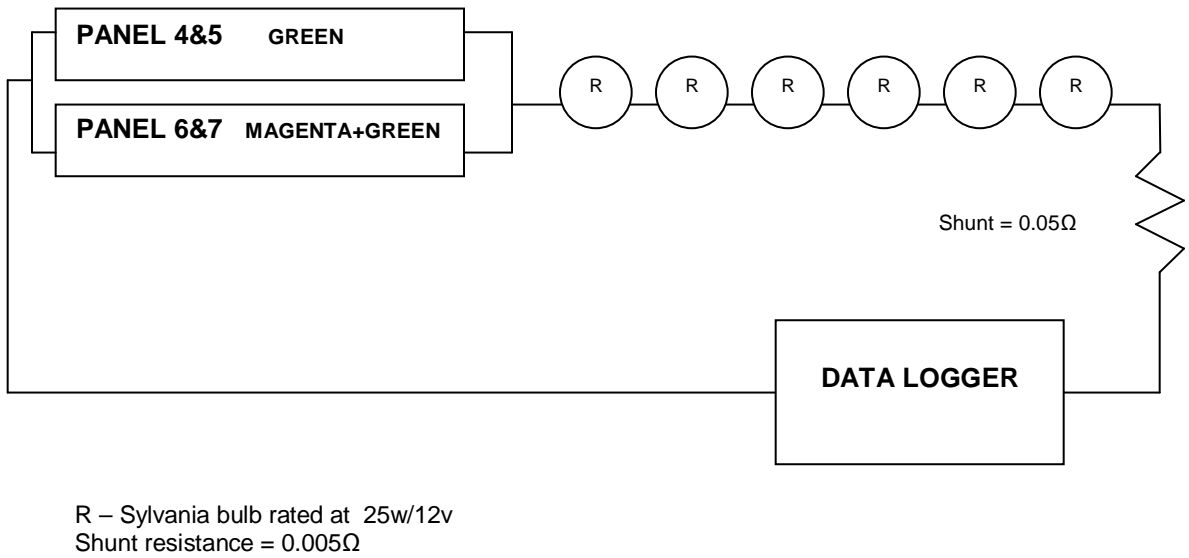 PANEL 4&5 GREEN
PANEL 6&7 MAGENTA+GREEN
R R R R R R
Shunt = 0.05Ω
DATA LOGGER
R – Sylvania bulb rated at 25w/12v
Shunt resistance = 0.005Ω